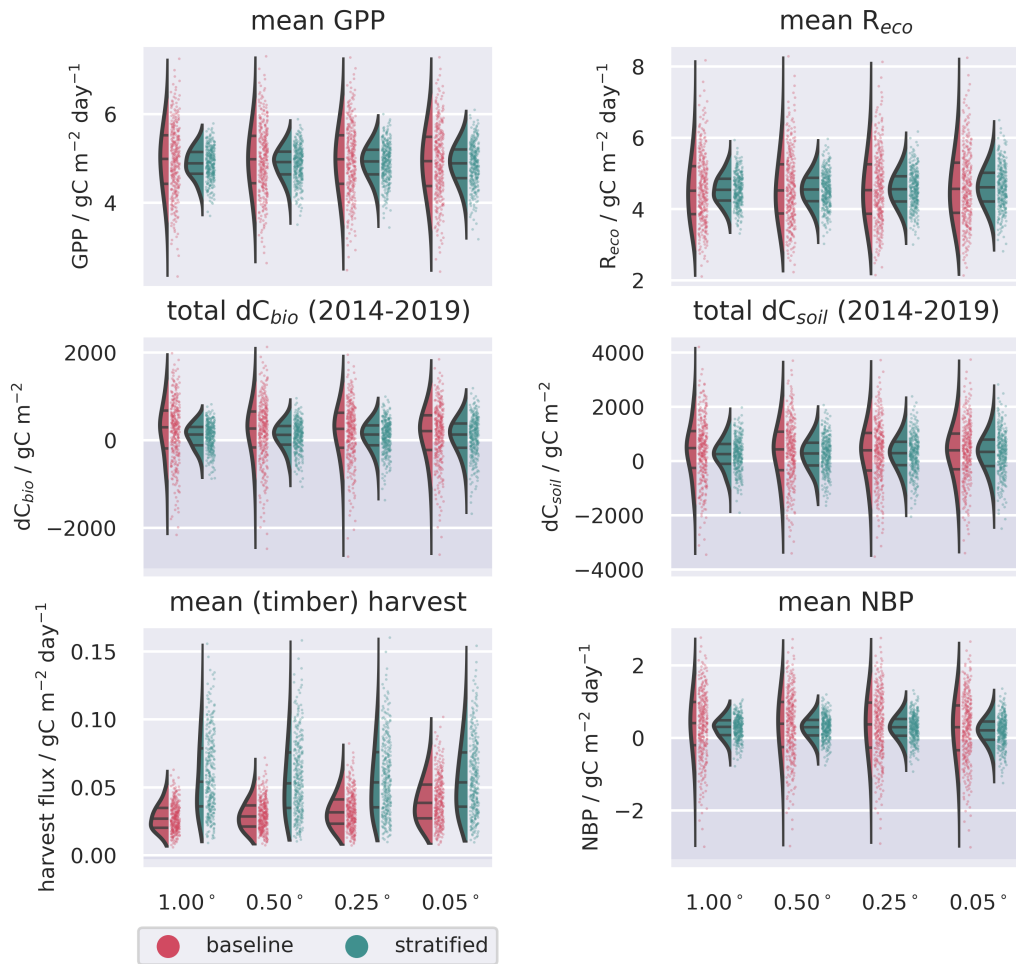 mean GPP
mean R_eco
GPP / gC m⁻² day⁻¹
6
4
R_eco / gC m⁻² day⁻¹
8
6
4
2
total dC_bio (2014-2019)
total dC_soil (2014-2019)
dC_bio / gC m⁻²
2000
0
−2000
dC_soil / gC m⁻²
4000
2000
0
−2000
−4000
mean (timber) harvest
mean NBP
harvest flux / gC m⁻² day⁻¹
0.15
0.10
0.05
0.00
NBP / gC m⁻² day⁻¹
2
0
−2
1.00° 0.50° 0.25° 0.05°
1.00° 0.50° 0.25° 0.05°
baseline stratified